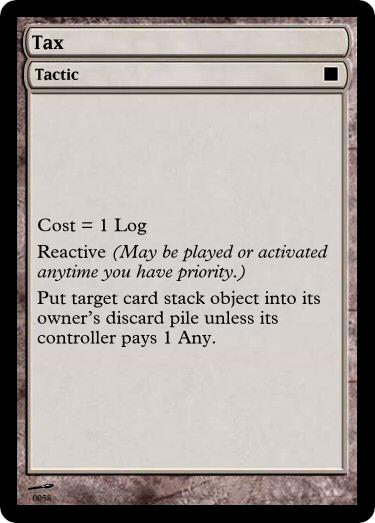 Tax
Tactic
Cost = 1 Log
Reactive (May be played or activated
anytime you have priority.)
Put target card stack object into its
owner's discard pile unless its
controller pays 1 Any.
0058